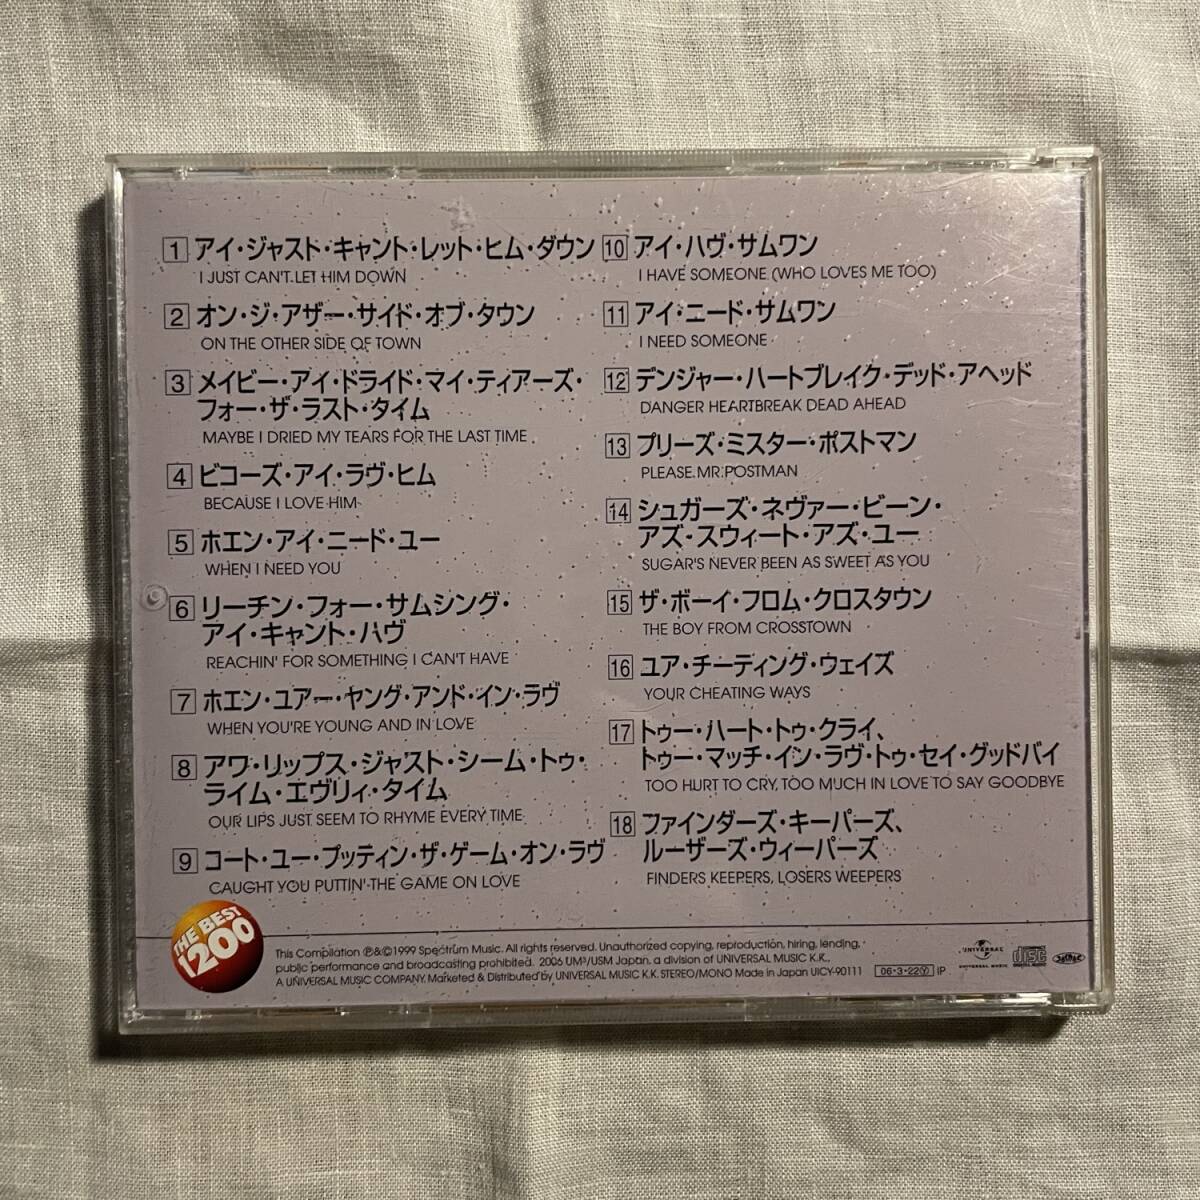 1 アイ・ジャスト・キャント・レット・ヒム・ダウン
I JUST CAN'T LET HIM DOWN
2 オン・ジ・アザー・サイド・オブ・タウン
ON THE OTHER SIDE OF TOWN
3 メイビー・アイ・ドライド・マイ・ティアーズ・
フォー・ザ・ラスト・タイム
MAYBE I DRIED MY TEARS FOR THE LAST TIME
4 ビコーズ・アイ・ラヴ・ヒム
BECAUSE I LOVE HIM
5 ホエン・アイ・ニード・ユー
WHEN I NEED YOU
6 リーチン・フォー・サムシング・
アイ・キャント・ハヴ
REACHIN' FOR SOMETHING I CAN'T HAVE
7 ホエン・ユアー・ヤング・アンド・イン・ラヴ
WHEN YOU'RE YOUNG AND IN LOVE
8 アワ・リップス・ジャスト・シーム・トゥ・
ライム・エヴリィ・タイム
OUR LIPS JUST SEEM TO RHYME EVERY TIME
9 コート・ユー・プッティン・ザ・ゲーム・オン・ラヴ
CAUGHT YOU PUTTIN' THE GAME ON LOVE
10 アイ・ハヴ・サムワン
I HAVE SOMEONE (WHO LOVES ME TOO)
11 アイ・ニード・サムワン
I NEED SOMEONE
12 デンジャー・ハートブレイク・デッド・アヘッド
DANGER HEARTBREAK DEAD AHEAD
13 プリーズ・ミスター・ポストマン
PLEASE MR. POSTMAN
14 シュガーズ・ネヴァー・ビーン・
アズ・スウィート・アズ・ユー
SUGAR'S NEVER BEEN AS SWEET AS YOU
15 ザ・ボーイ・フロム・クロスタウン
THE BOY FROM CROSSTOWN
16 ユア・チーディング・ウェイズ
YOUR CHEATING WAYS
17 トゥー・ハート・トゥ・クライ、
トゥー・マッチ・イン・ラヴ・トゥ・セイ・グッドバイ
TOO HURT TO CRY, TOO MUCH IN LOVE TO SAY GOODBYE
18 ファインダーズ・キーパーズ、
ルーザーズ・ウィーパーズ
FINDERS KEEPERS, LOSERS WEEPERS
THE BEST
1200
This Compilation ℗&©1999 Spectrum Music. All rights reserved. Unauthorized copying, reproduction, hiring, lending,
public performance and broadcasting prohibited. 2006 UM³/USM Japan, a division of UNIVERSAL MUSIC K.K.,
A UNIVERSAL MUSIC COMPANY. Marketed & Distributed by UNIVERSAL MUSIC K.K. STEREO/MONO Made in Japan UICY-90111
06・3・22Ⓨ IP
UNIVERSAL
UNIVERSAL MUSIC
disc
DIGITAL AUDIO